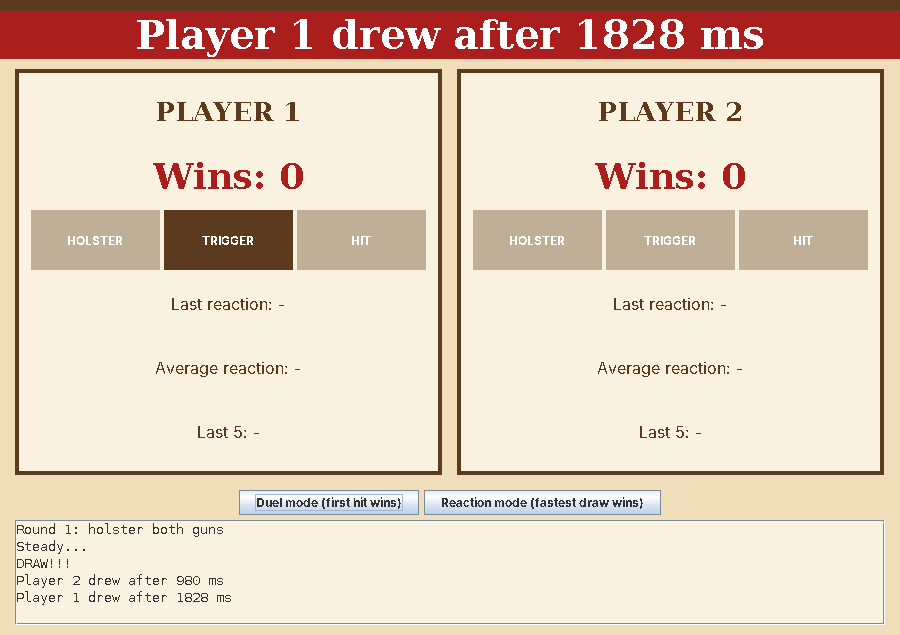 Player 1 drew after 1828 ms
PLAYER 1
Wins: 0
HOLSTER TRIGGER HIT
Last reaction: -
Average reaction: -
Last 5: -
PLAYER 2
Wins: 0
HOLSTER TRIGGER HIT
Last reaction: -
Average reaction: -
Last 5: -
Duel mode (first hit wins) Reaction mode (fastest draw wins)
Round 1: holster both guns
Steady...
DRAW!!!
Player 2 drew after 980 ms
Player 1 drew after 1828 ms